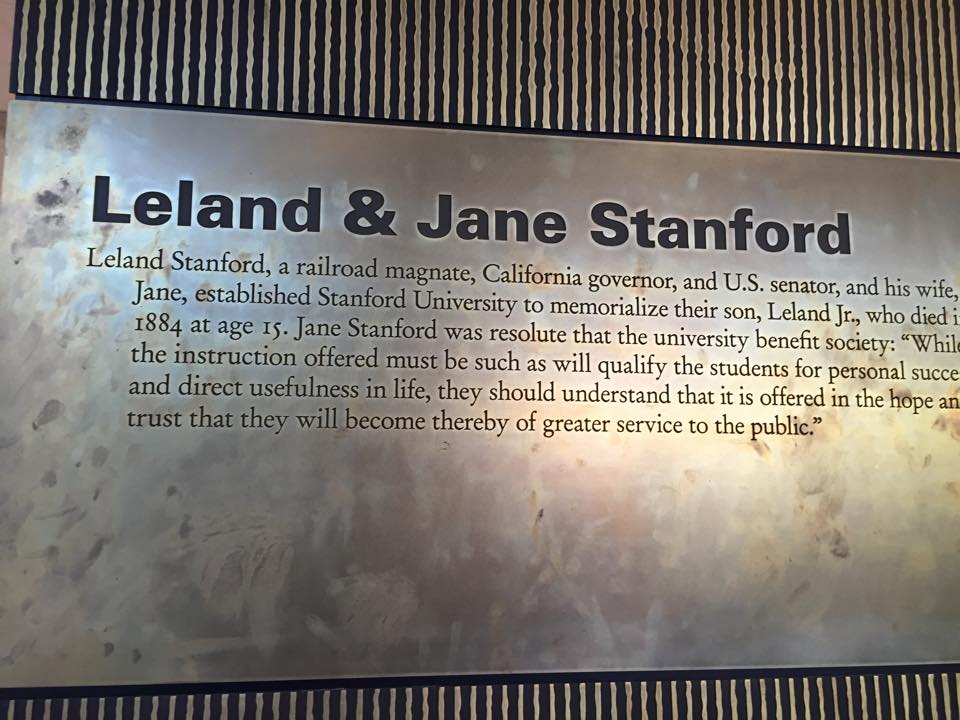 Leland & Jane Stanford
Leland Stanford, a railroad magnate, California governor, and U.S. senator, and his wife,
Jane, established Stanford University to memorialize their son, Leland Jr., who died i
1884 at age 15. Jane Stanford was resolute that the university benefit society: “While
the instruction offered must be such as will qualify the students for personal succe
and direct usefulness in life, they should understand that it is offered in the hope an
trust that they will become thereby of greater service to the public.”